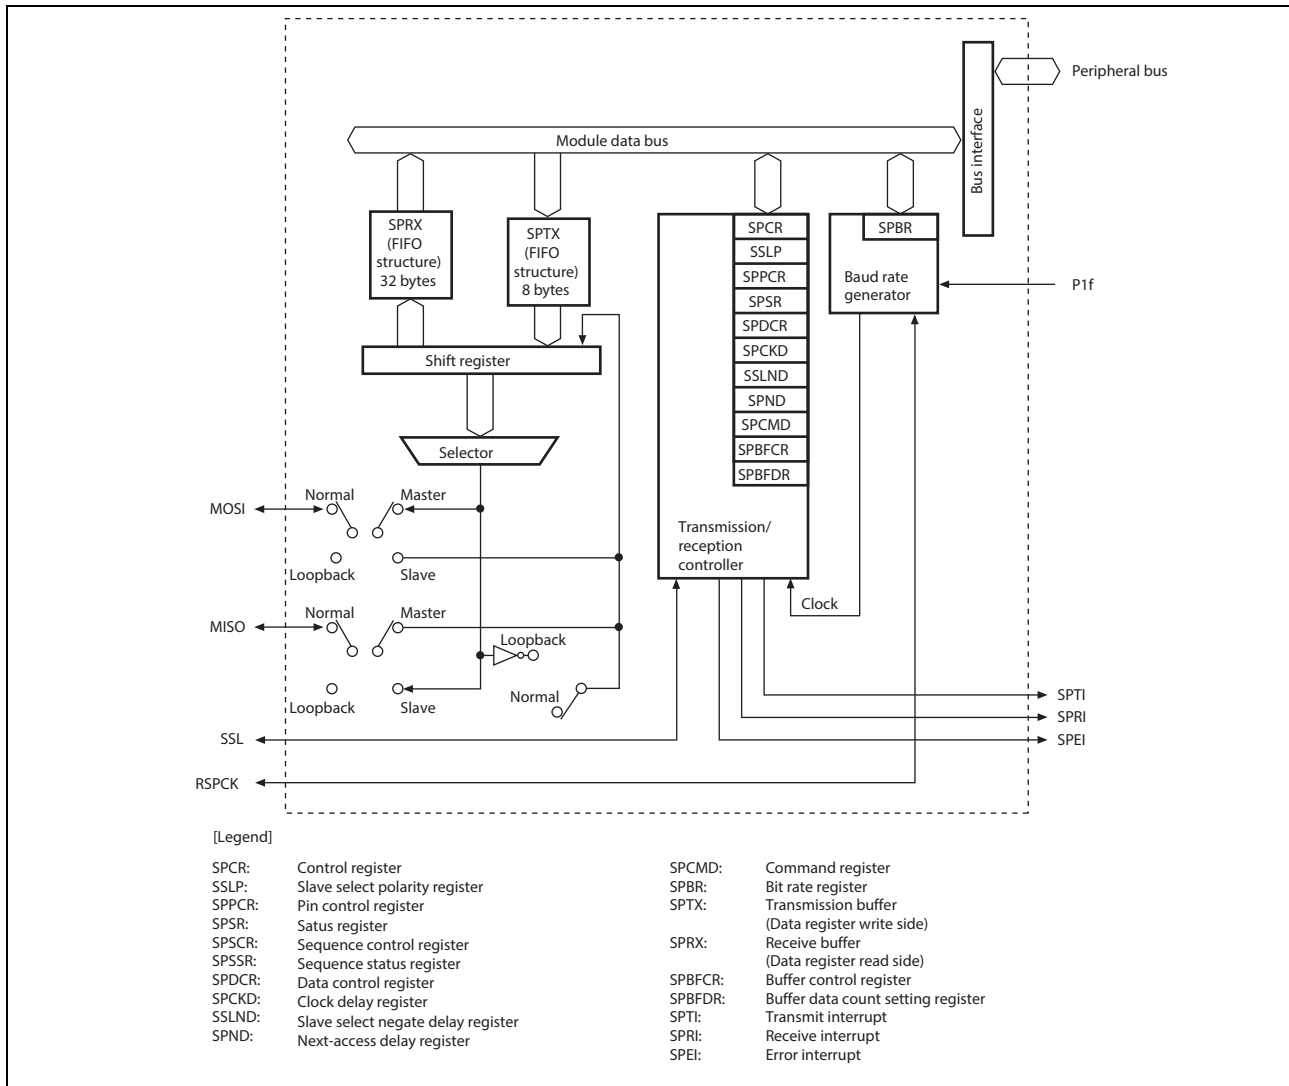 Peripheral bus
Bus interface
Module data bus
SPRX
(FIFO
structure)
32 bytes
SPTX
(FIFO
structure)
8 bytes
SPCR
SSLP
SPPCR
SPSR
SPDCR
SPCKD
SSLND
SPND
SPCMD
SPBFCR
SPBFDR
Transmission/
reception
controller
SPBR
Baud rate
generator
P1f
Shift register
Selector
MOSI
Normal
Master
Loopback
Slave
MISO
Normal
Master
Loopback
Loopback
Slave
Normal
Clock
SSL
RSPCK
SPTI
SPRI
SPEI
[Legend]
SPCR: Control register
SSLP: Slave select polarity register
SPPCR: Pin control register
SPSR: Satus register
SPSCR: Sequence control register
SPSSR: Sequence status register
SPDCR: Data control register
SPCKD: Clock delay register
SSLND: Slave select negate delay register
SPND: Next-access delay register
SPCMD: Command register
SPBR: Bit rate register
SPTX: Transmission buffer
(Data register write side)
SPRX: Receive buffer
(Data register read side)
SPBFCR: Buffer control register
SPBFDR: Buffer data count setting register
SPTI: Transmit interrupt
SPRI: Receive interrupt
SPEI: Error interrupt